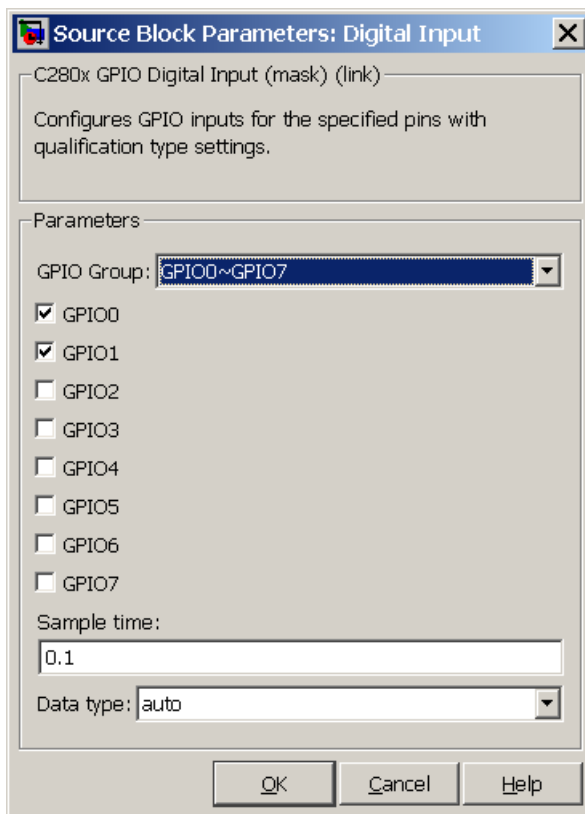 Source Block Parameters: Digital Input
C280x GPIO Digital Input (mask) (link)
Configures GPIO inputs for the specified pins with
qualification type settings.
Parameters
GPIO Group: GPIO0~GPIO7
GPIO0
GPIO1
GPIO2
GPIO3
GPIO4
GPIO5
GPIO6
GPIO7
Sample time:
0.1
Data type: auto
OK Cancel Help